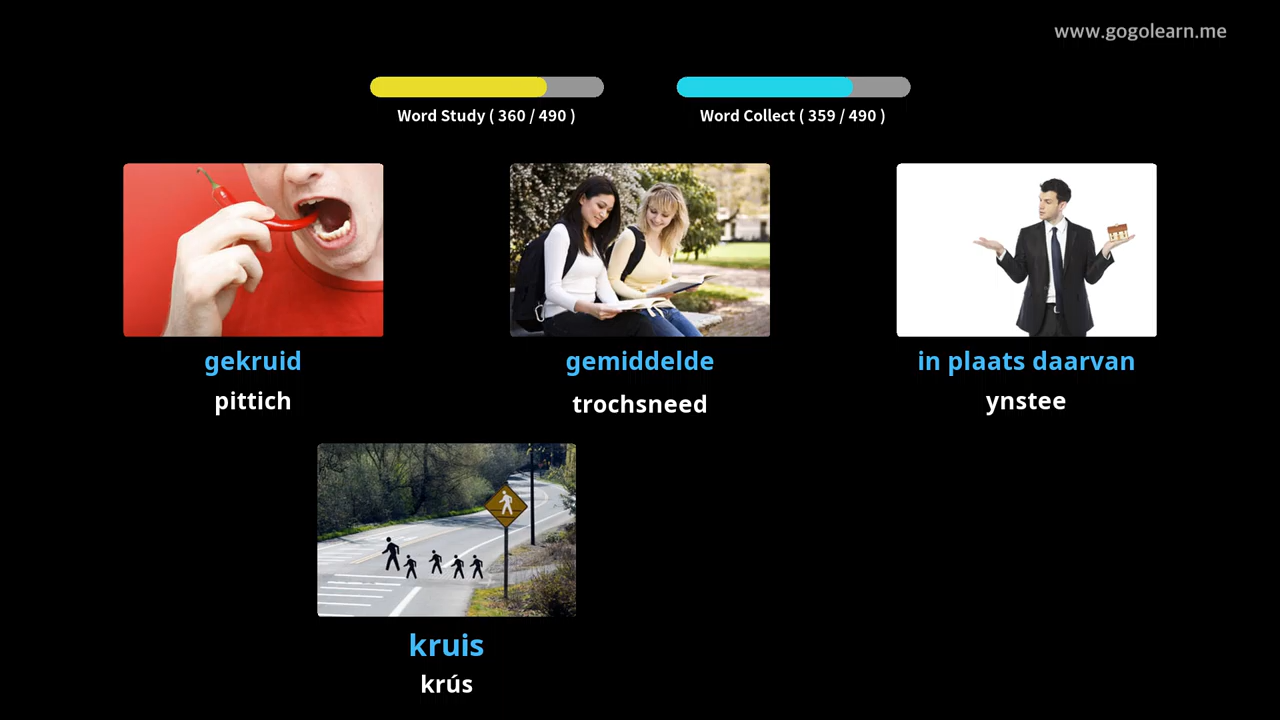 www.gogolearn.me
Word Study ( 360 / 490 )
Word Collect ( 359 / 490 )
gekruid
gemiddelde
in plaats daarvan
pittich
trochsneed
ynstee
kruis
krús